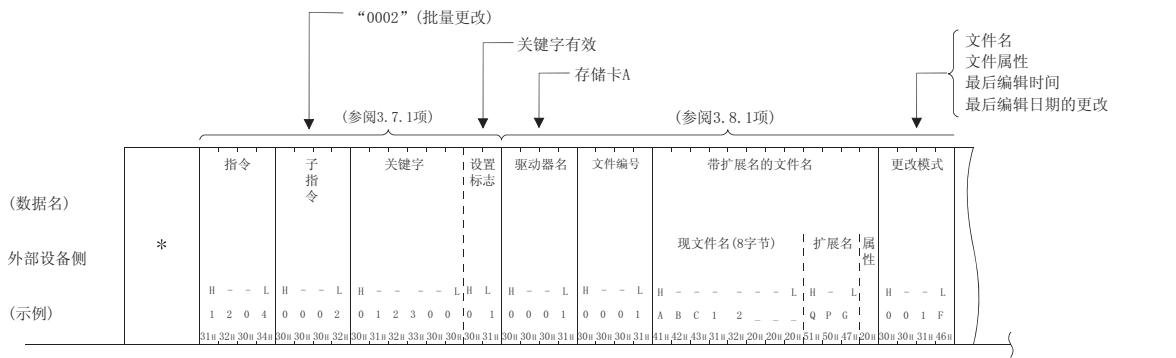 “0002”(批量更改)
关键字有效
存储卡A
文件名
文件属性
最后编辑时间
最后编辑日期的更改
(参阅3.7.1项)
(参阅3.8.1项)
指令
子指令
关键字
设置标志
驱动器名
文件编号
带扩展名的文件名
更改模式
(数据名)
*
外部设备侧
现文件名(8字节)
扩展名
属性
H - - L H - - L H - - - - L H L H - - L H - - L H - - - - - - L H - L H - - L
(示例)
1 2 0 4 0 0 0 2 0 1 2 3 0 0 0 1 0 0 0 1 0 0 0 1 A B C 1 2 _ _ _ Q P G 0 0 1 F
31H 32H 30H 34H 30H 30H 30H 32H 30H 31H 32H 33H 30H 30H 30H 31H 30H 30H 30H 31H 30H 30H 30H 31H 41H 42H 43H 31H 32H 20H 20H 20H 51H 50H 47H 20H 30H 30H 31H 46H